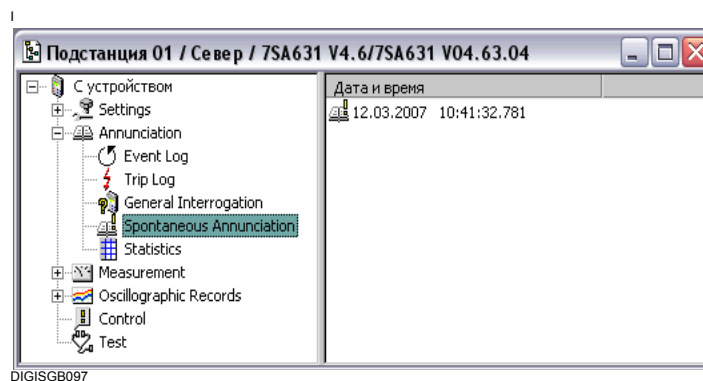 I
Подстанция 01 / Север / 7SA631 V4.6/7SA631 V04.63.04
С устройством
Settings
Annunciation
Event Log
Trip Log
General Interrogation
Spontaneous Annunciation
Statistics
Measurement
Oscillographic Records
Control
Test
Дата и время
12.03.2007 10:41:32.781
DIGISGB097